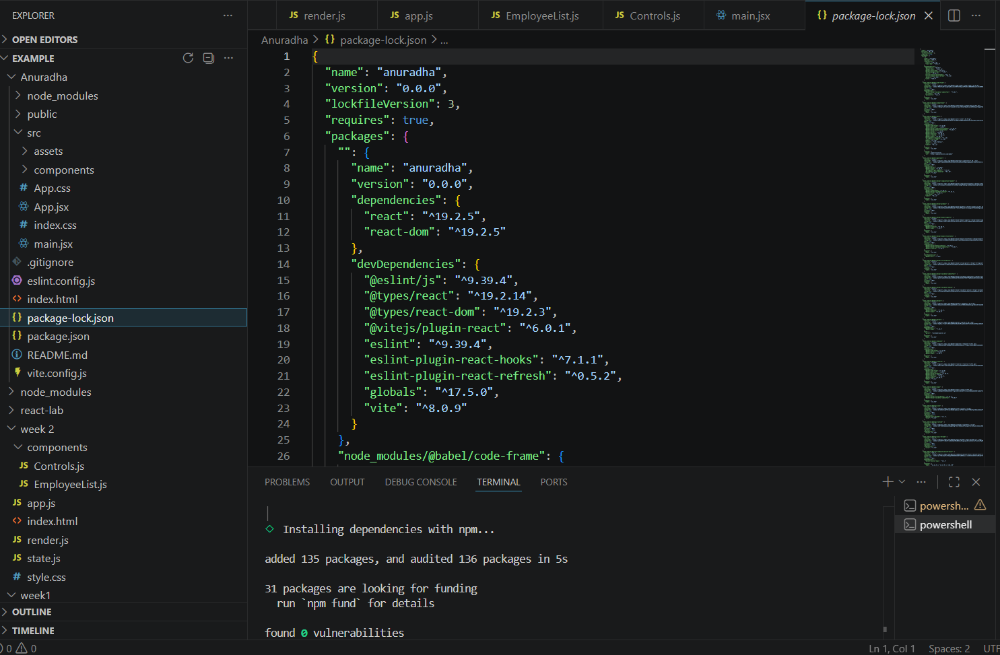 EXPLORER
OPEN EDITORS
EXAMPLE
Anuradha
node_modules
public
src
assets
components
App.css
App.jsx
index.css
main.jsx
.gitignore
eslint.config.js
index.html
package-lock.json
package.json
README.md
vite.config.js
node_modules
react-lab
week 2
components
Controls.js
EmployeeList.js
app.js
index.html
render.js
state.js
style.css
week1
OUTLINE
TIMELINE
render.js app.js EmployeeList.js Controls.js main.jsx package-lock.json
Anuradha > {} package-lock.json > ...
1 {
2 "name": "anuradha",
3 "version": "0.0.0",
4 "lockfileVersion": 3,
5 "requires": true,
6 "packages": {
7 "": {
8 "name": "anuradha",
9 "version": "0.0.0",
10 "dependencies": {
11 "react": "^19.2.5",
12 "react-dom": "^19.2.5"
13 },
14 "devDependencies": {
15 "@eslint/js": "^9.39.4",
16 "@types/react": "^19.2.14",
17 "@types/react-dom": "^19.2.3",
18 "@vitejs/plugin-react": "^6.0.1",
19 "eslint": "^9.39.4",
20 "eslint-plugin-react-hooks": "^7.1.1",
21 "eslint-plugin-react-refresh": "^0.5.2",
22 "globals": "^17.5.0",
23 "vite": "^8.0.9"
24 }
25 },
26 "node_modules/@babel/code-frame": {
PROBLEMS OUTPUT DEBUG CONSOLE TERMINAL PORTS
Installing dependencies with npm...
added 135 packages, and audited 136 packages in 5s
31 packages are looking for funding
run `npm fund` for details
found 0 vulnerabilities
powersh...
powershell
0 0
Ln 1, Col 1 Spaces: 2 UTF